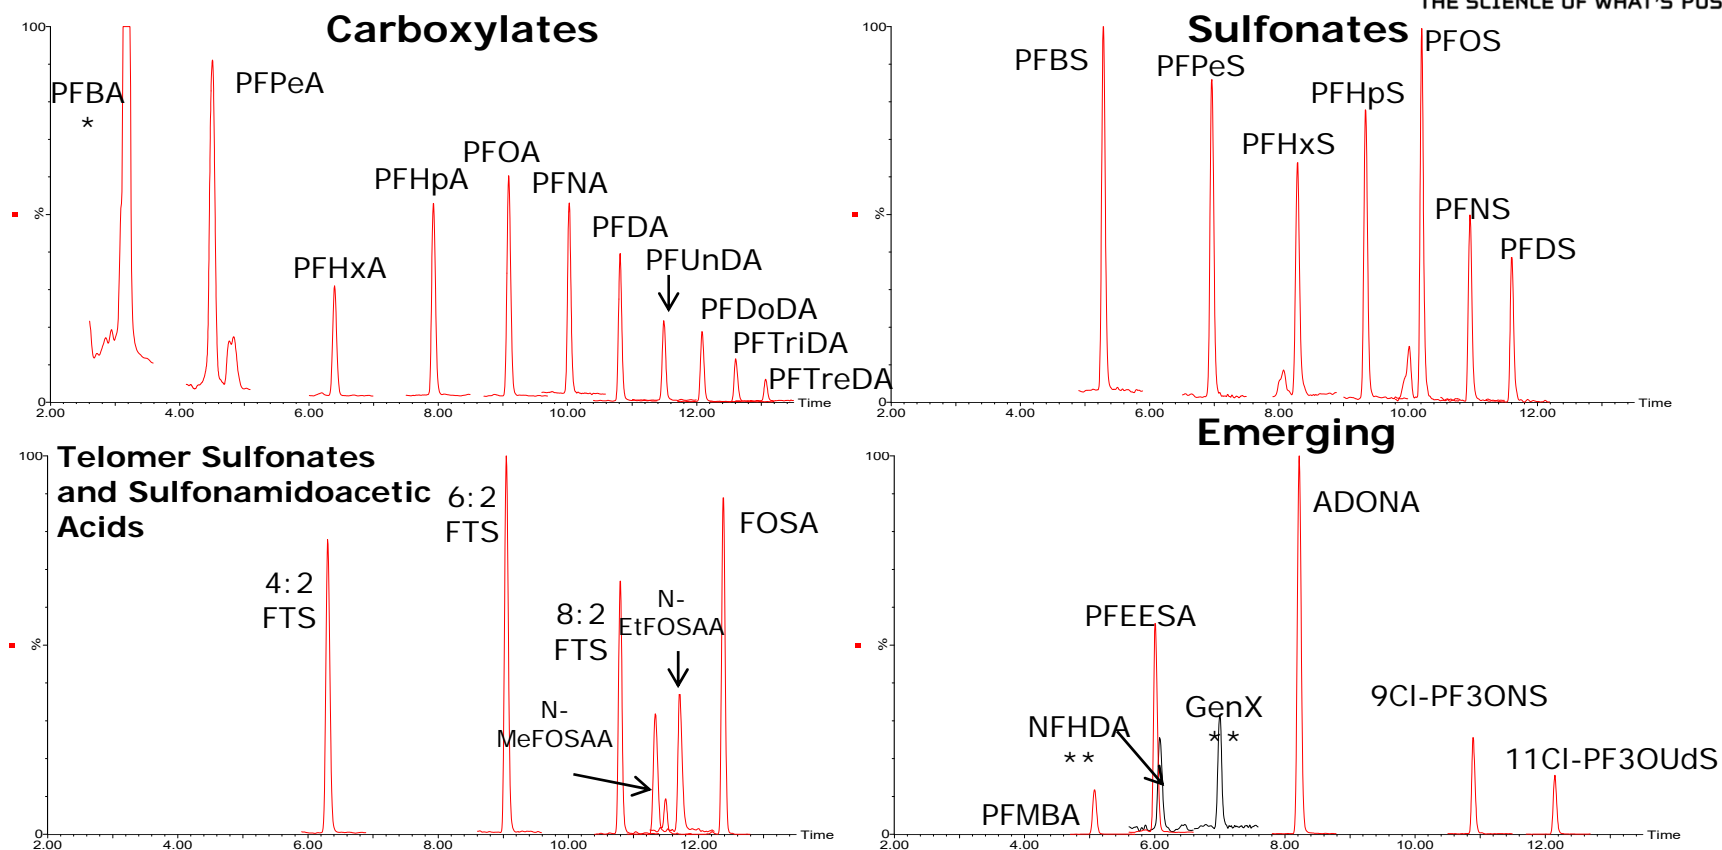 THE SCIENCE OF WHAT'S POS
Carboxylates
100
%
0
PFBA
*
PFPeA
PFHxA
PFHpA
PFOA
PFNA
PFDA
PFUnDA
PFDoDA
PFTriDA
PFTreDA
2.00 4.00 6.00 8.00 10.00 12.00 Time
Sulfonates
100
%
0
PFBS
PFPeS
PFHxS
PFHpS
PFOS
PFNS
PFDS
2.00 4.00 6.00 8.00 10.00 12.00 Time
Telomer Sulfonates
and Sulfonamidoacetic
Acids
100
%
0
4:2
FTS
6:2
FTS
8:2
FTS
N-
MeFOSAA
N-
EtFOSAA
FOSA
2.00 4.00 6.00 8.00 10.00 12.00 Time
Emerging
100
%
0
PFMBA
NFHDA
**
PFEESA
GenX
**
ADONA
9Cl-PF3ONS
11Cl-PF3OUdS
2.00 4.00 6.00 8.00 10.00 12.00 Time